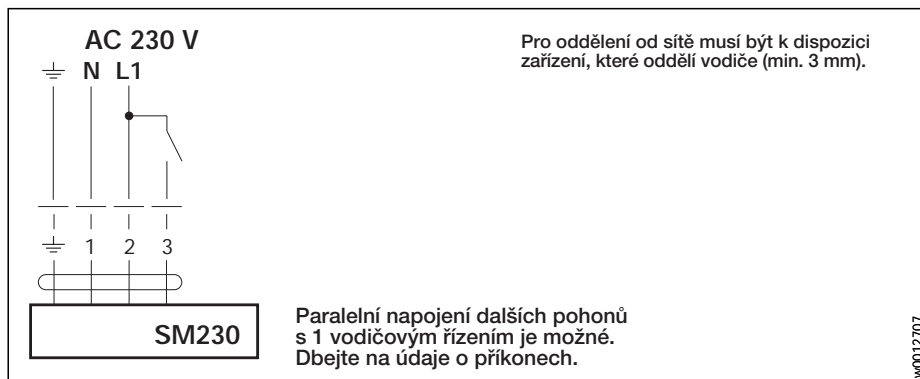 AC 230 V
N L1
Pro oddělení od sítě musí být k dispozici
zařízení, které oddělí vodiče (min. 3 mm).
1 2 3
SM230
Paralelní napojení dalších pohonů
s 1 vodičovým řízením je možné.
Dbejte na údaje o příkonech.
w0012707